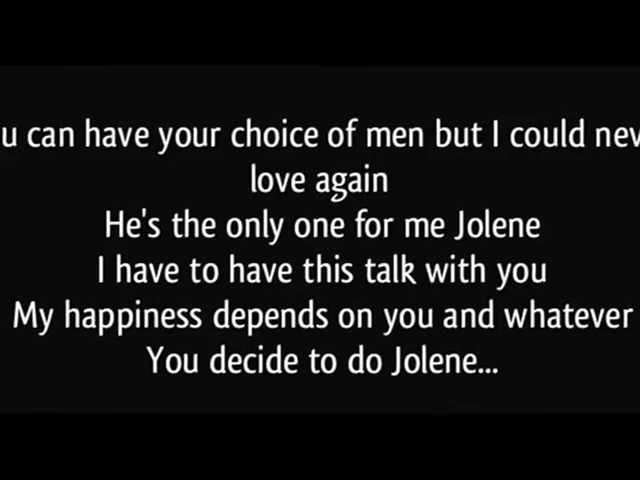 u can have your choice of men but I could nev
love again
He's the only one for me Jolene
I have to have this talk with you
My happiness depends on you and whatever
You decide to do Jolene...